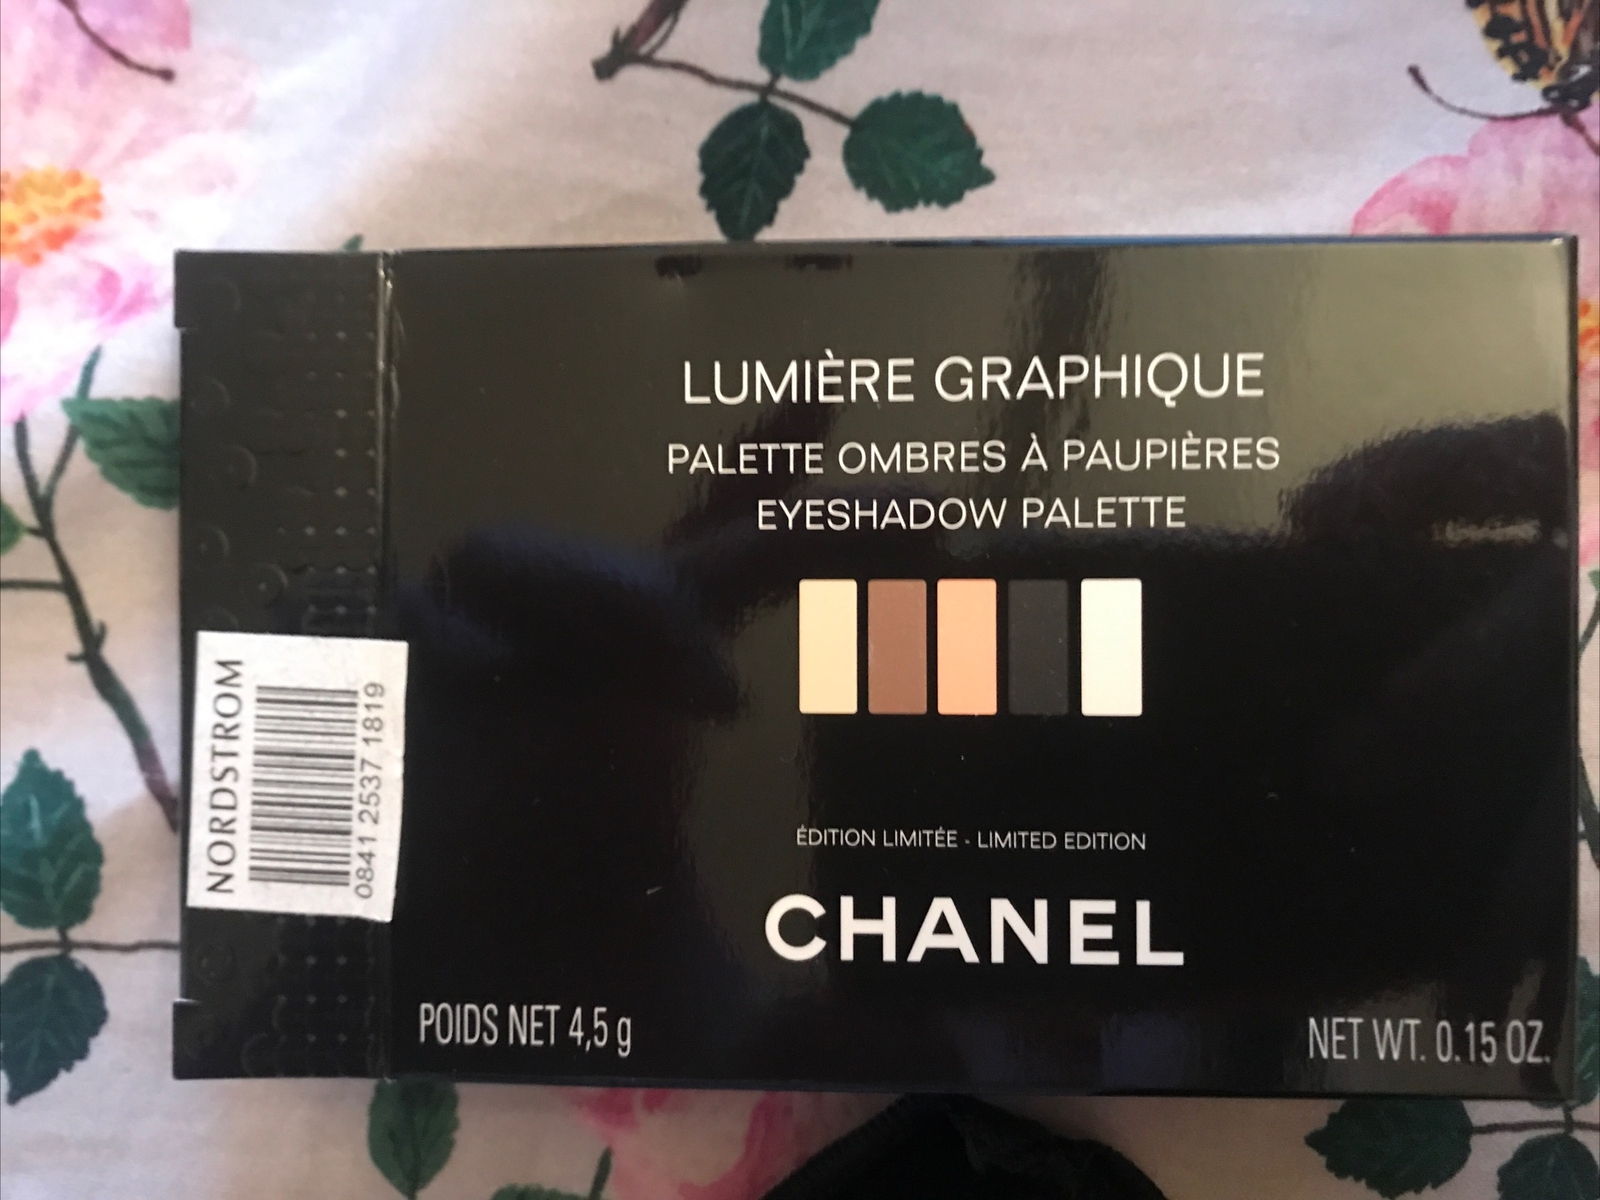 LUMIÈRE GRAPHIQUE
PALETTE OMBRES À PAUPIÈRES
EYESHADOW PALETTE
ÉDITION LIMITÉE - LIMITED EDITION
CHANEL
POIDS NET 4,5 g
NET WT. 0.15 OZ.
NORDSTROM
0841 2537 1819